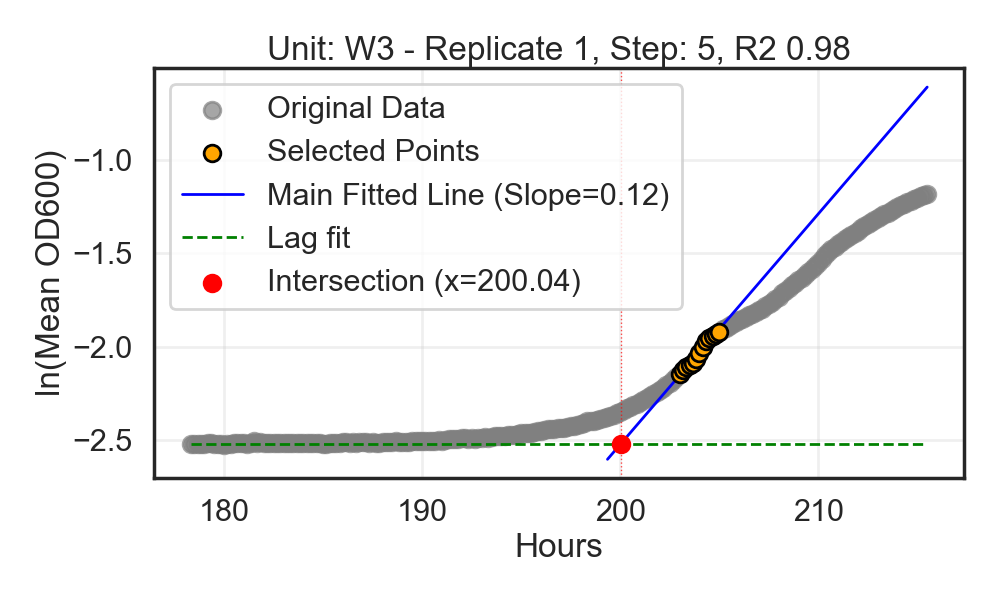 Unit: W3 - Replicate 1, Step: 5, R2 0.98
Original Data
Selected Points
Main Fitted Line (Slope=0.12)
Lag fit
Intersection (x=200.04)
ln(Mean OD600)
−1.0
−1.5
−2.0
−2.5
180 190 200 210
Hours